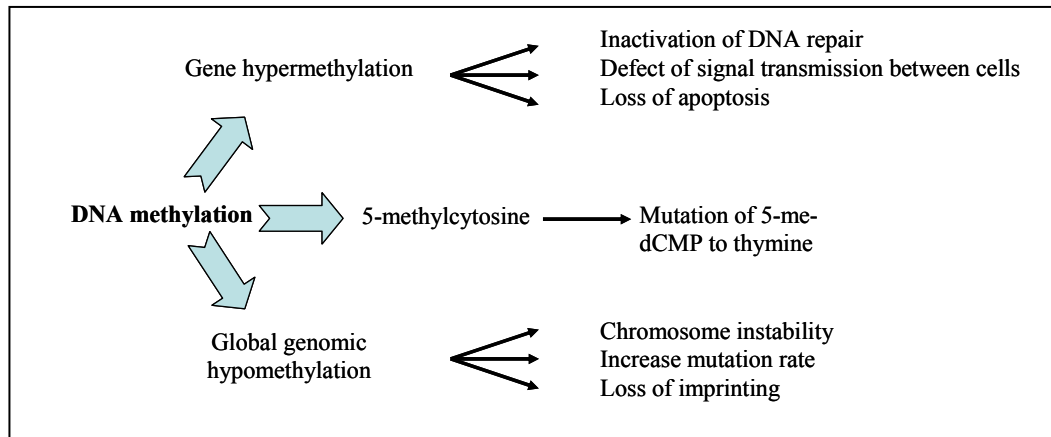 Gene hypermethylation
Inactivation of DNA repair
Defect of signal transmission between cells
Loss of apoptosis
DNA methylation
5-methylcytosine
Mutation of 5-me-
dCMP to thymine
Global genomic
hypomethylation
Chromosome instability
Increase mutation rate
Loss of imprinting